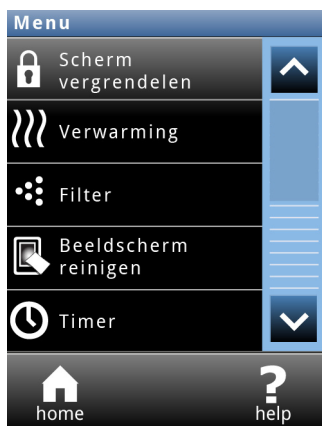 Menu
Scherm
vergrendelen
Verwarming
Filter
Beeldscherm
reinigen
Timer
home
help